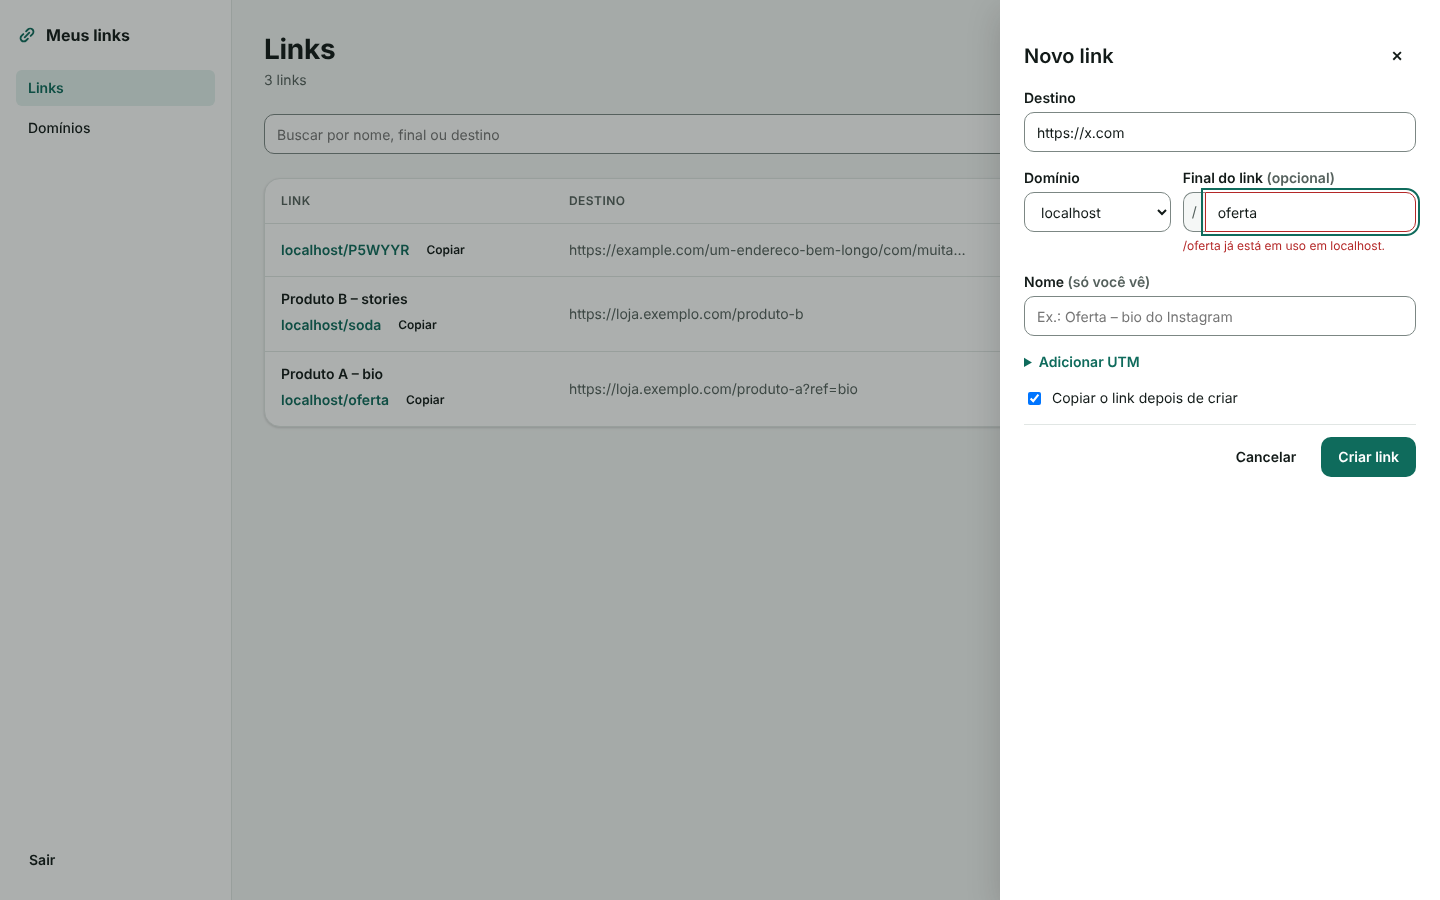 Meus links
Links
Domínios
Sair
Links
3 links
Buscar por nome, final ou destino
LINK DESTINO
localhost/P5WYYR Copiar https://example.com/um-endereco-bem-longo/com/muita...
Produto B – stories
localhost/soda Copiar https://loja.exemplo.com/produto-b
Produto A – bio
localhost/oferta Copiar https://loja.exemplo.com/produto-a?ref=bio
Novo link ×
Destino
https://x.com
Domínio Final do link (opcional)
localhost / oferta
/oferta já está em uso em localhost.
Nome (só você vê)
Ex.: Oferta – bio do Instagram
Adicionar UTM
Copiar o link depois de criar
Cancelar Criar link